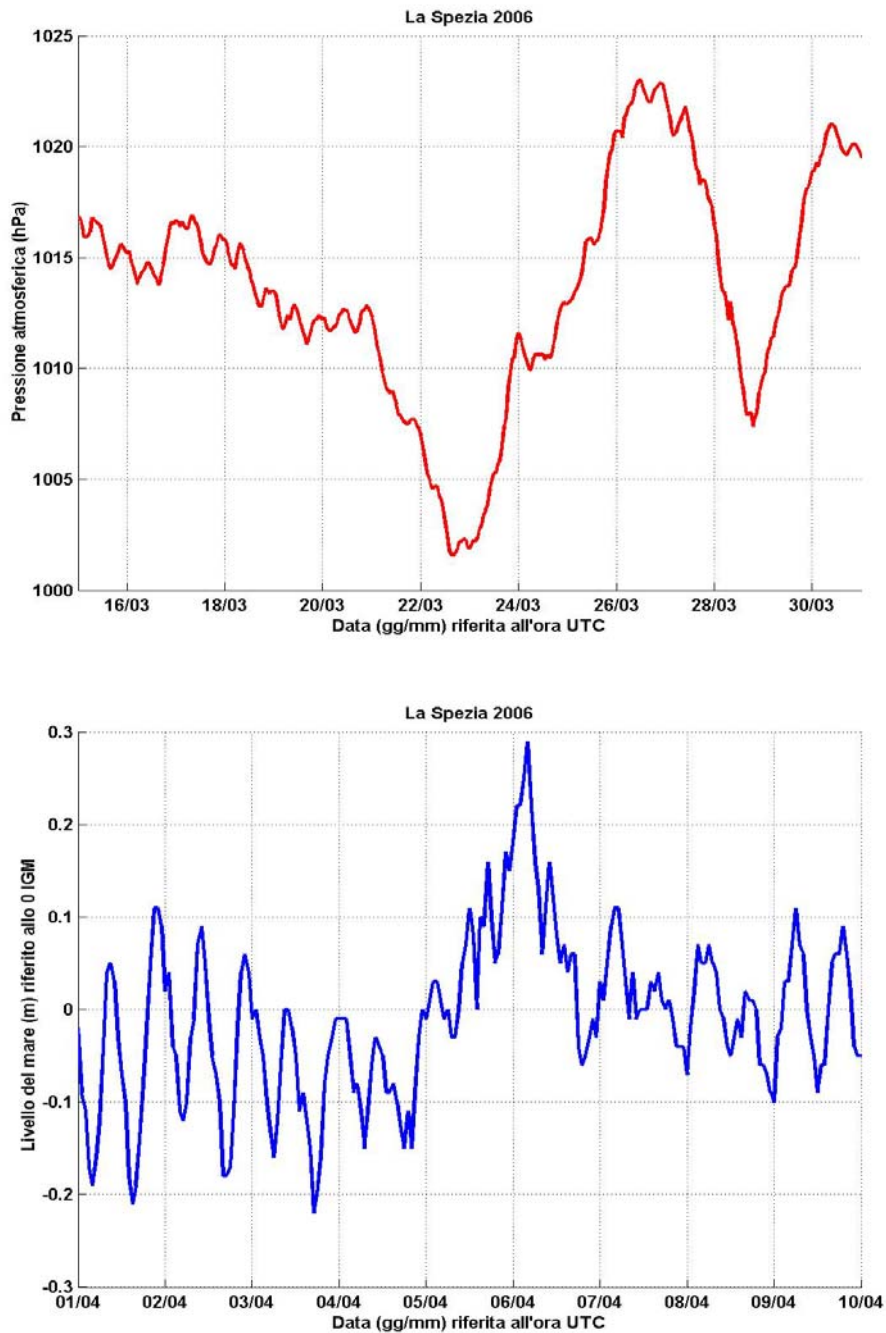 La Spezia 2006
Pressione atmosferica (hPa)
1025
1020
1015
1010
1005
1000
16/03 18/03 20/03 22/03 24/03 26/03 28/03 30/03
Data (gg/mm) riferita all'ora UTC
La Spezia 2006
Livello del mare (m) riferito allo 0 IGM
0.3
0.2
0.1
0
-0.1
-0.2
-0.3
01/04 02/04 03/04 04/04 05/04 06/04 07/04 08/04 09/04 10/04
Data (gg/mm) riferita all'ora UTC